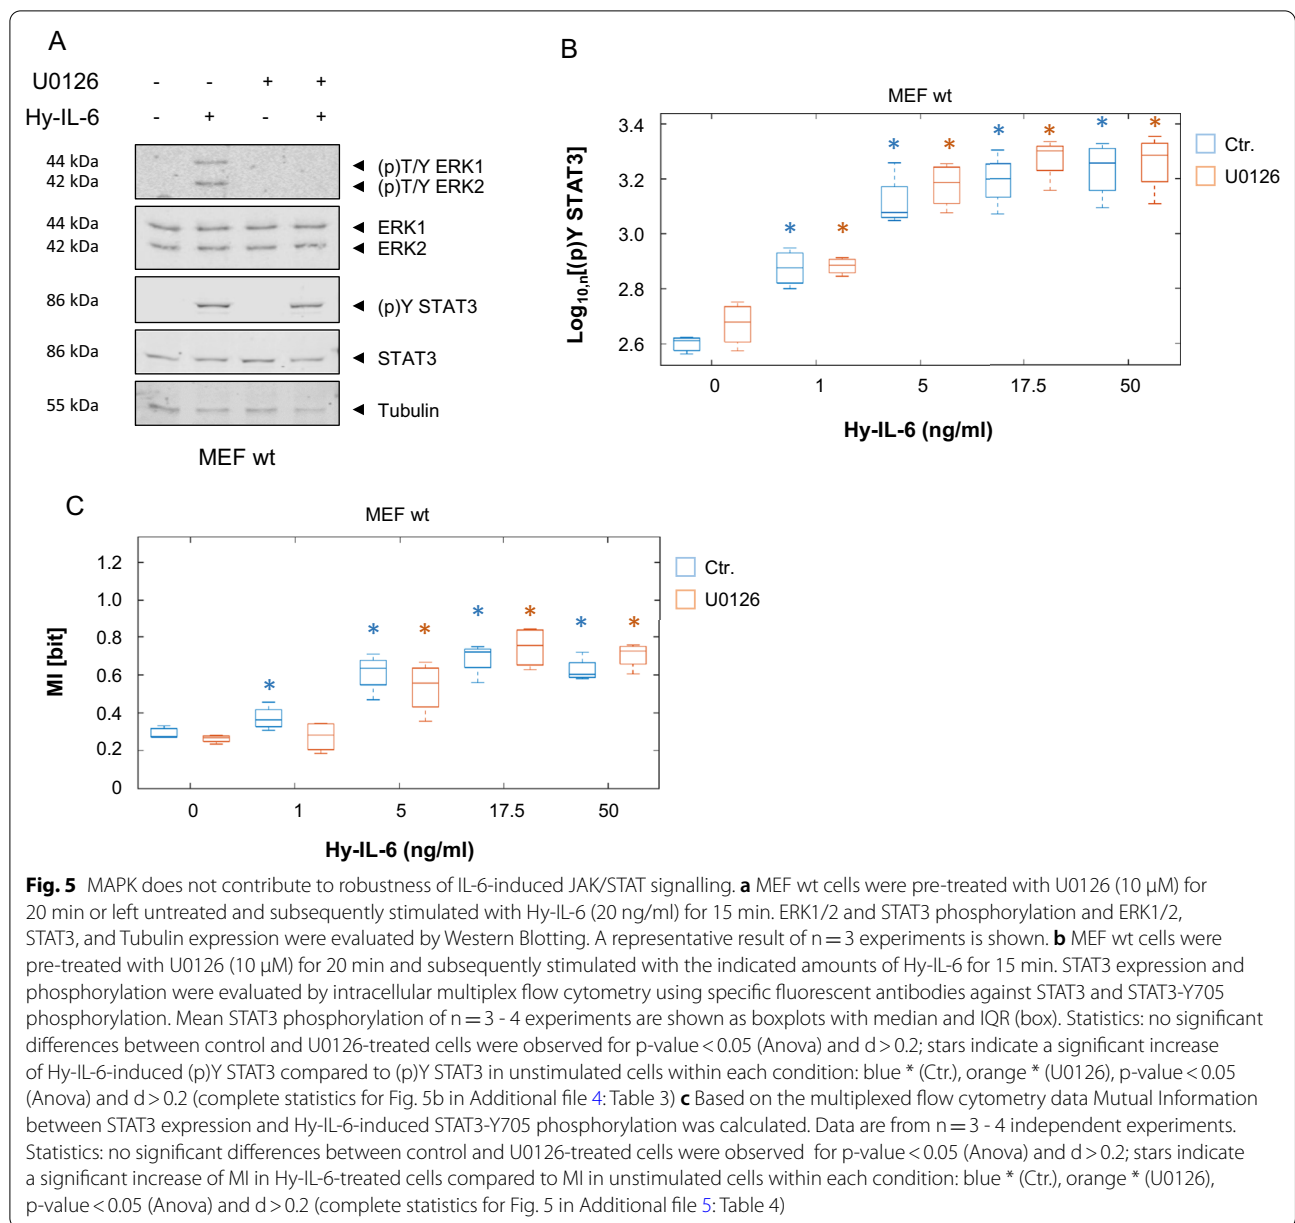 A
U0126 - - + +
Hy-IL-6 - + - +
44 kDa (p)T/Y ERK1
42 kDa (p)T/Y ERK2
44 kDa ERK1
42 kDa ERK2
86 kDa (p)Y STAT3
86 kDa STAT3
55 kDa Tubulin
MEF wt
B
MEF wt
Log10,n[(p)Y STAT3]
3.4
3.2
3.0
2.8
2.6
* * * * * * * *
0 1 5 17.5 50
Hy-IL-6 (ng/ml)
Ctr.
U0126
C
MEF wt
MI [bit]
1.2
1.0
0.8
0.6
0.4
0.2
0
* * * * * * *
0 1 5 17.5 50
Hy-IL-6 (ng/ml)
Ctr.
U0126
Fig. 5 MAPK does not contribute to robustness of IL-6-induced JAK/STAT signalling. a MEF wt cells were pre-treated with U0126 (10 µM) for
20 min or left untreated and subsequently stimulated with Hy-IL-6 (20 ng/ml) for 15 min. ERK1/2 and STAT3 phosphorylation and ERK1/2,
STAT3, and Tubulin expression were evaluated by Western Blotting. A representative result of n = 3 experiments is shown. b MEF wt cells were
pre-treated with U0126 (10 µM) for 20 min and subsequently stimulated with the indicated amounts of Hy-IL-6 for 15 min. STAT3 expression and
phosphorylation were evaluated by intracellular multiplex flow cytometry using specific fluorescent antibodies against STAT3 and STAT3-Y705
phosphorylation. Mean STAT3 phosphorylation of n = 3 - 4 experiments are shown as boxplots with median and IQR (box). Statistics: no significant
differences between control and U0126-treated cells were observed for p-value < 0.05 (Anova) and d > 0.2; stars indicate a significant increase
of Hy-IL-6-induced (p)Y STAT3 compared to (p)Y STAT3 in unstimulated cells within each condition: blue * (Ctr.), orange * (U0126), p-value < 0.05
(Anova) and d > 0.2 (complete statistics for Fig. 5b in Additional file 4: Table 3) c Based on the multiplexed flow cytometry data Mutual Information
between STAT3 expression and Hy-IL-6-induced STAT3-Y705 phosphorylation was calculated. Data are from n = 3 - 4 independent experiments.
Statistics: no significant differences between control and U0126-treated cells were observed for p-value < 0.05 (Anova) and d > 0.2; stars indicate
a significant increase of MI in Hy-IL-6-treated cells compared to MI in unstimulated cells within each condition: blue * (Ctr.), orange * (U0126),
p-value < 0.05 (Anova) and d > 0.2 (complete statistics for Fig. 5 in Additional file 5: Table 4)